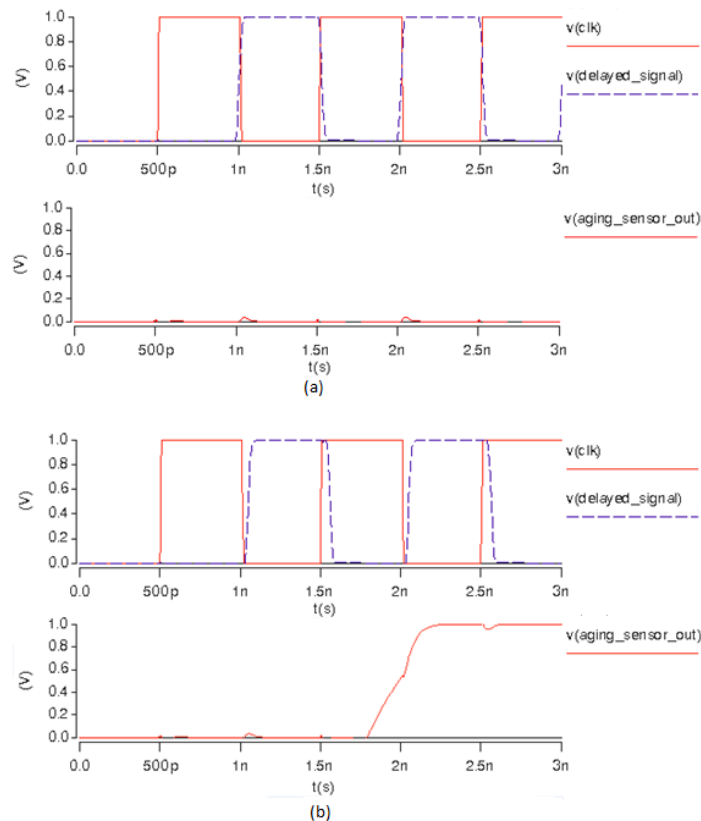 1.0
v(clk)
0.8
(V)
0.6
v(delayed_signal)
0.4
0.2
0.0
0.0 500p 1n 1.5n 2n 2.5n 3n
t(s)
1.0
v(aging_sensor_out)
0.8
(V)
0.6
0.4
0.2
0.0
0.0 500p 1n 1.5n 2n 2.5n 3n
t(s)
(a)
1.0
v(clk)
0.8
(V)
0.6
v(delayed_signal)
0.4
0.2
0.0
0.0 500p 1n 1.5n 2n 2.5n 3n
t(s)
1.0
v(aging_sensor_out)
0.8
(V)
0.6
0.4
0.2
0.0
0.0 500p 1n 1.5n 2n 2.5n 3n
t(s)
(b)